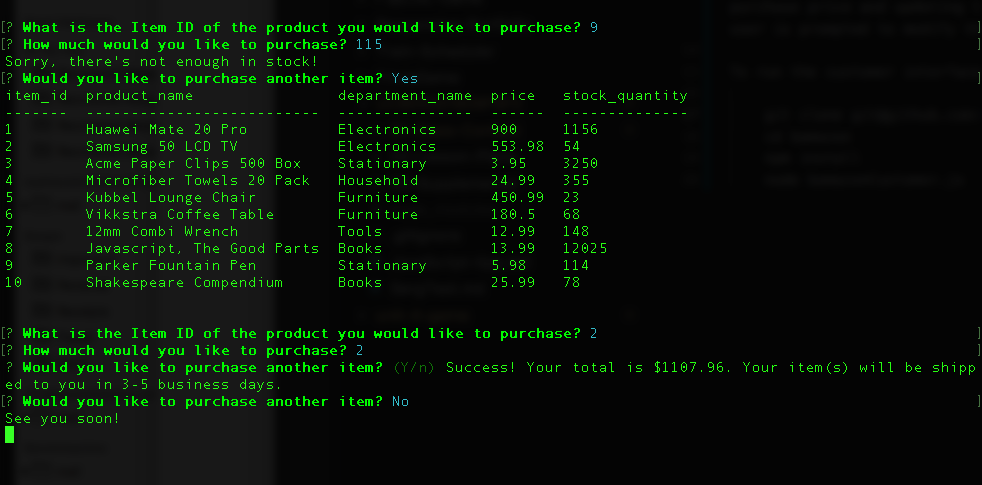 [? What is the Item ID of the product you would like to purchase? 9 ]
[? How much would you like to purchase? 115 ]
Sorry, there's not enough in stock!
[? Would you like to purchase another item? Yes ]
item_id  product_name                department_name  price   stock_quantity
-------  --------------------------  ---------------  ------  --------------
1        Huawei Mate 20 Pro          Electronics      900     1156
2        Samsung 50 LCD TV           Electronics      553.98  54
3        Acme Paper Clips 500 Box    Stationary       3.95    3250
4        Microfiber Towels 20 Pack   Household        24.99   355
5        Kubbel Lounge Chair         Furniture        450.99  23
6        Vikkstra Coffee Table       Furniture        180.5   68
7        12mm Combi Wrench           Tools            12.99   148
8        Javascript, The Good Parts  Books            13.99   12025
9        Parker Fountain Pen         Stationary       5.98    114
10       Shakespeare Compendium      Books            25.99   78
[? What is the Item ID of the product you would like to purchase? 2 ]
[? How much would you like to purchase? 2 ]
? Would you like to purchase another item? (Y/n) Success! Your total is $1107.96. Your item(s) will be shipp
ed to you in 3-5 business days.
[? Would you like to purchase another item? No ]
See you soon!